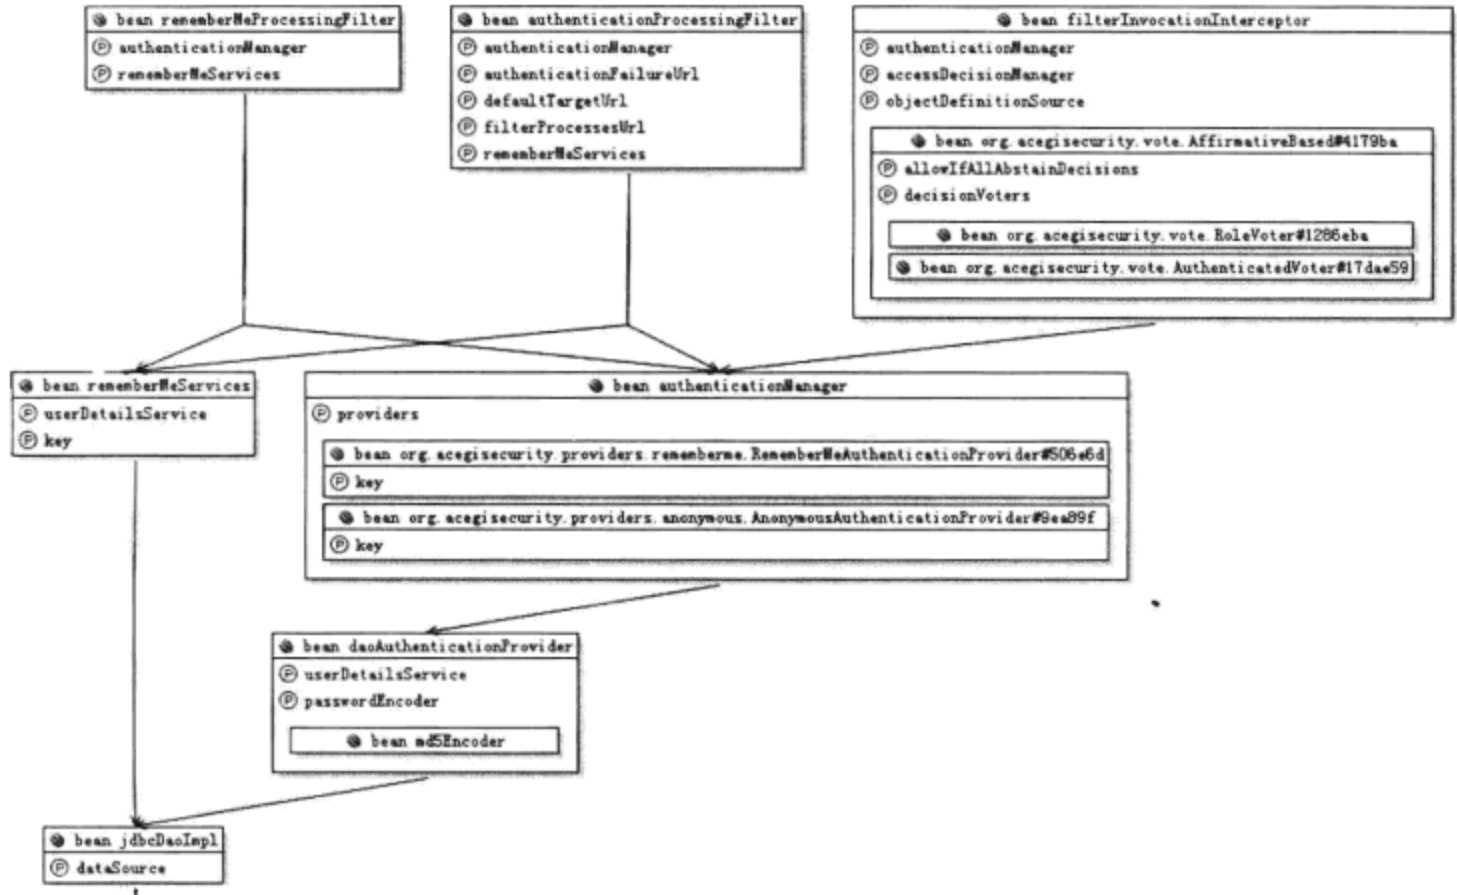 bean rememberMeProcessingFilter
authenticationManager
rememberMeServices
bean authenticationProcessingFilter
authenticationManager
authenticationFailureUrl
defaultTargetUrl
filterProcessesUrl
rememberMeServices
bean filterInvocationInterceptor
authenticationManager
accessDecisionManager
objectDefinitionSource
bean org.acegisecurity.vote.AffirmativeBased#4179ba
allowIfAllAbstainDecisions
decisionVoters
bean org.acegisecurity.vote.RoleVoter#1286eba
bean org.acegisecurity.vote.AuthenticatedVoter#17dae59
bean rememberMeServices
userDetailsService
key
bean authenticationManager
providers
bean org.acegisecurity.providers.rememberme.RememberMeAuthenticationProvider#506e6d
key
bean org.acegisecurity.providers.anonymous.AnonymousAuthenticationProvider#9ea89f
key
bean daoAuthenticationProvider
userDetailsService
passwordEncoder
bean md5Encoder
bean jdbcDaoImpl
dataSource